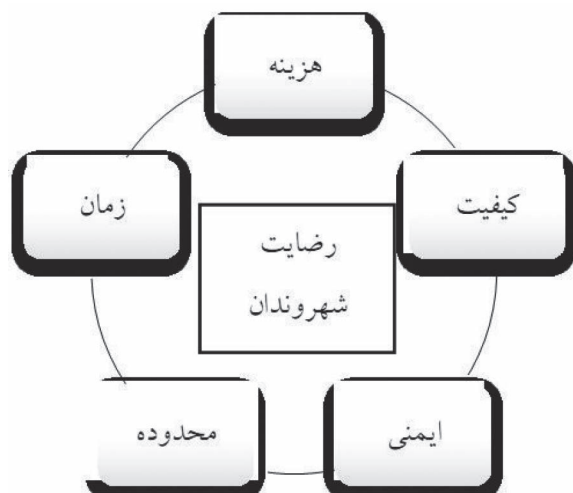 هزینه
کیفیت
زمان
رضایت
شهروندان
ایمنی
محدوده